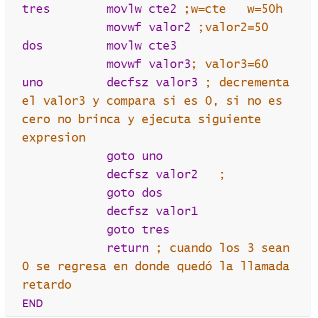 tres        movlw cte2 ;w=cte   w=50h
            movwf valor2 ;valor2=50
dos         movlw cte3
            movwf valor3; valor3=60
uno         decfsz valor3 ; decrementa
el valor3 y compara si es 0, si no es
cero no brinca y ejecuta siguiente
expresion
            goto uno
            decfsz valor2   ;
            goto dos
            decfsz valor1
            goto tres
            return ; cuando los 3 sean
0 se regresa en donde quedó la llamada
retardo
END